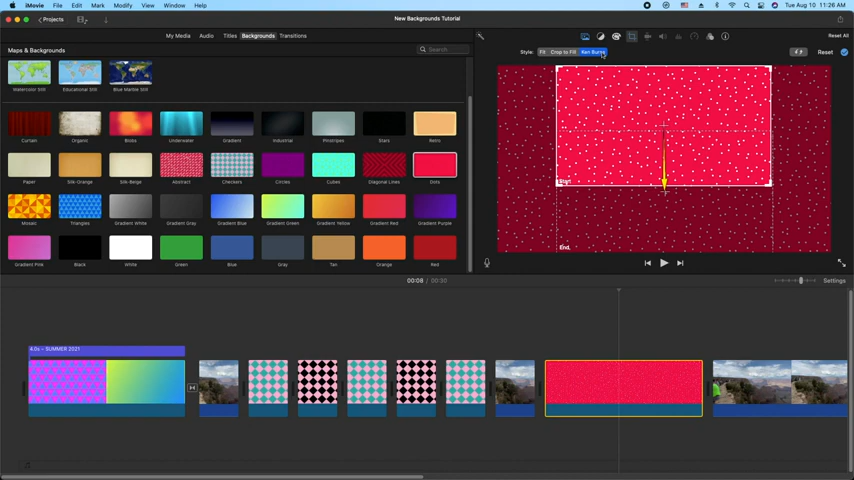 iMovie File Edit Mark Modify View Window Help Tue Aug 10 11:26 AM
Projects New Backgrounds Tutorial
My Media Audio Titles Backgrounds Transitions Reset All
Maps & Backgrounds Search Style: Fit Crop to Fill Ken Burns Reset
Watercolor Still Educational Still Blue Marble Still
Curtain Organic Blobs Underwater Gradient Industrial Pinstripes Stars Retro
Paper Silk-Orange Silk-Beige Abstract Checkers Circles Cubes Diagonal Lines Dots
Start
Mosaic Triangles Gradient White Gradient Gray Gradient Blue Gradient Green Gradient Yellow Gradient Red Gradient Purple
End
Gradient Pink Black White Green Blue Gray Tan Orange Red
00:08 / 00:30 Settings
4.0s – SUMMER 2021